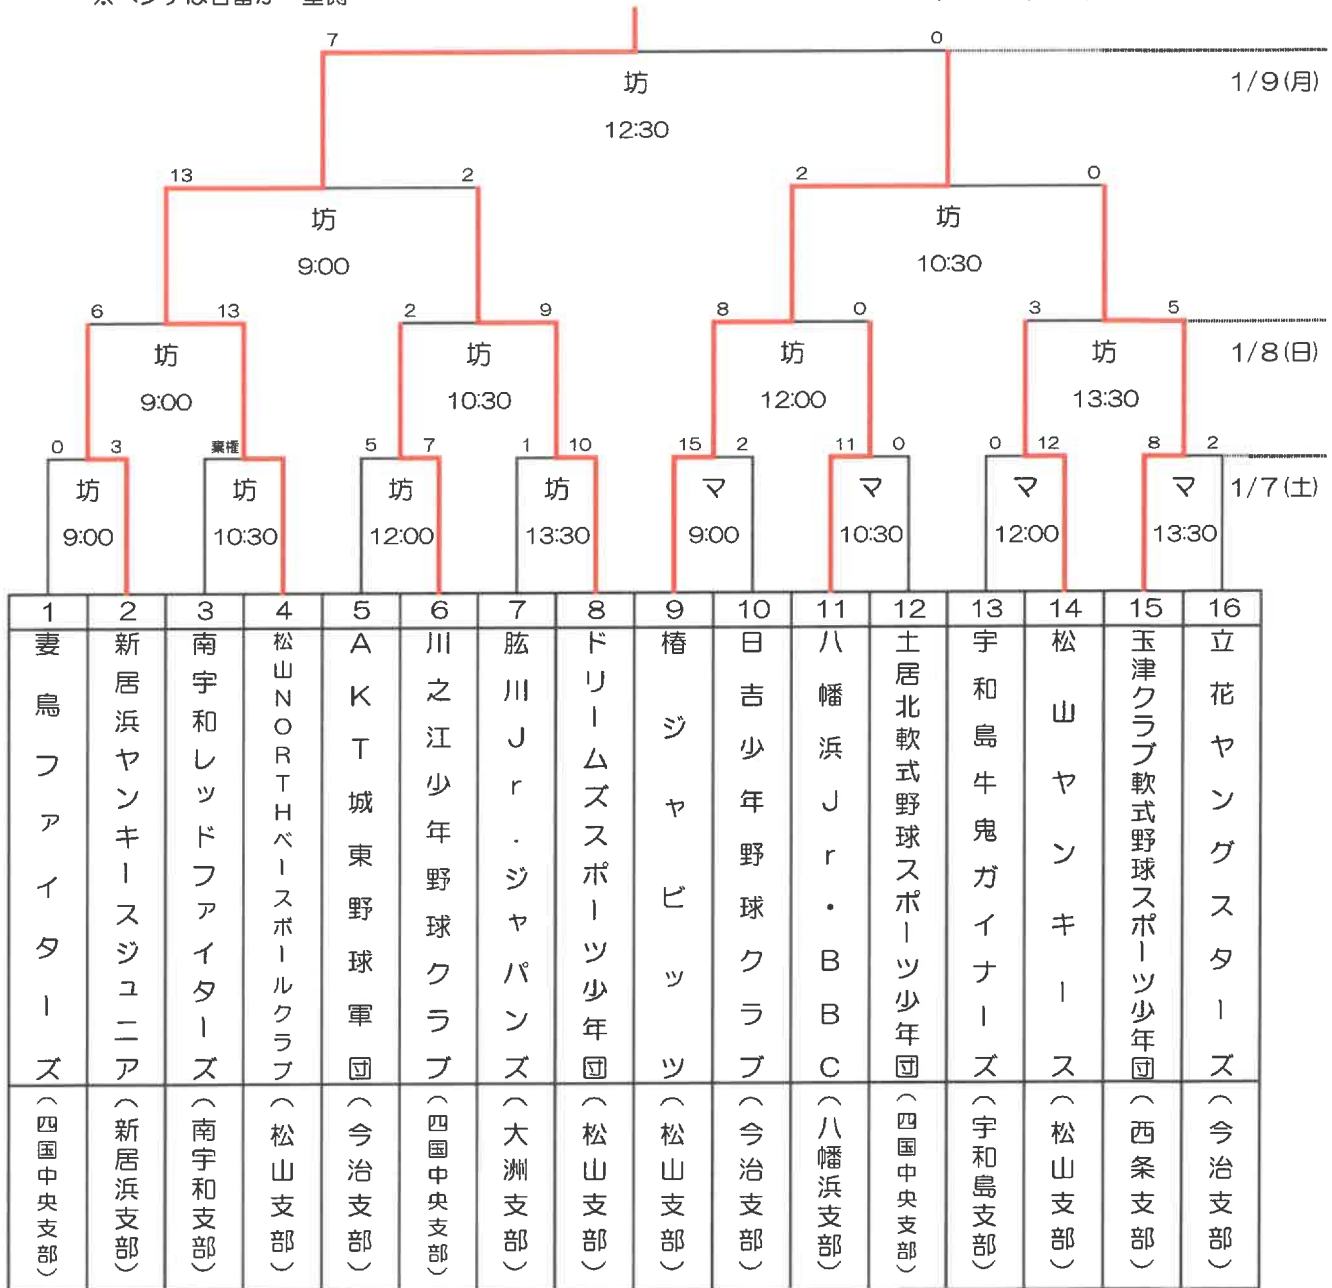 7 0
坊 1/9(月)
12:30
13 2 2 0
坊 坊
9:00 10:30
6 13 2 9 8 0 3 5
坊 坊 坊 坊 1/8(日)
9:00 10:30 12:00 13:30
0 3 棄権 5 7 1 10 15 2 11 0 0 12 8 2
坊 坊 坊 坊 マ マ マ マ 1/7(土)
9:00 10:30 12:00 13:30 9:00 10:30 12:00 13:30
1 2 3 4 5 6 7 8 9 10 11 12 13 14 15 16
妻鳥ファイターズ
新居浜ヤンキースジュニア
南宇和レッドファイターズ
松山NORTHベースボールクラブ
AKT城東野球軍団
川之江少年野球クラブ
肱川Jr.ジャパンズ
ドリームズスポーツ少年団
椿ジャビッツ
日吉少年野球クラブ
八幡浜Jr・BBC
土居北軟式野球スポーツ少年団
宇和島牛鬼ガイナーズ
松山ヤンキース
玉津クラブ軟式野球スポーツ少年団
立花ヤングスターズ
(四国中央支部)
(新居浜支部)
(南宇和支部)
(松山支部)
(今治支部)
(四国中央支部)
(大洲支部)
(松山支部)
(松山支部)
(今治支部)
(八幡浜支部)
(四国中央支部)
(宇和島支部)
(松山支部)
(西条支部)
(今治支部)